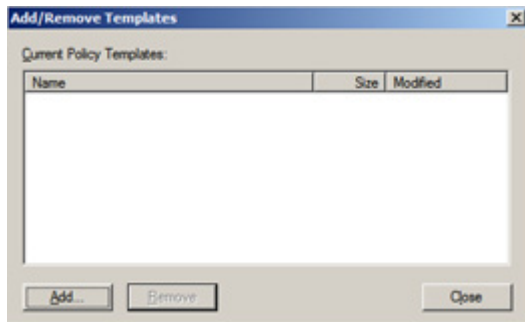 Add/Remove Templates
Current Policy Templates:
Name Size Modified
Add... Remove Close